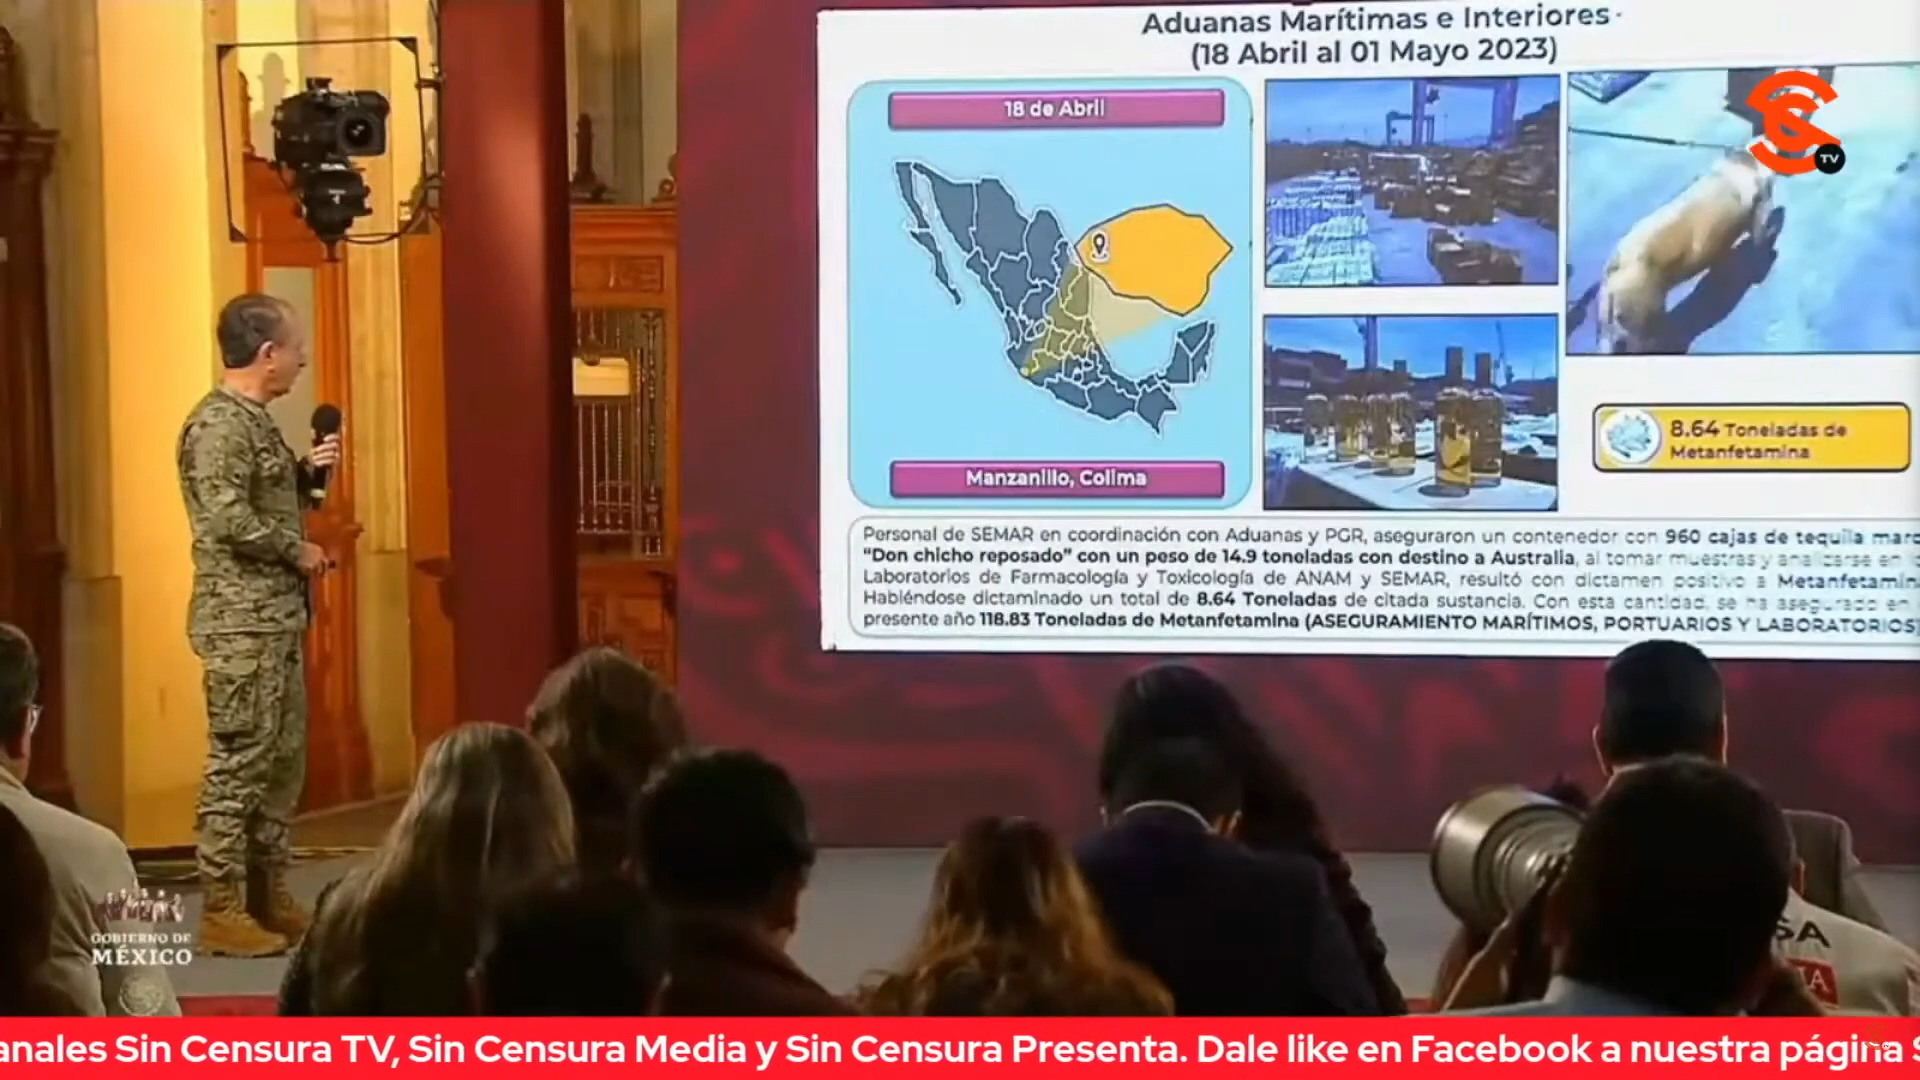 Aduanas Marítimas e Interiores
(18 Abril al 01 Mayo 2023)
18 de Abril
TV
8.64 Toneladas de
Metanfetamina
Manzanillo, Colima
Personal de SEMAR en coordinación con Aduanas y PGR, aseguraron un contenedor con 960 cajas de tequila marc
"Don chicho reposado" con un peso de 14.9 toneladas con destino a Australia, al tomar muestras y analizarse en
Laboratorios de Farmacología y Toxicología de ANAM y SEMAR, resultó con dictamen positivo a Metanfetamina
Habiéndose dictaminado un total de 8.64 Toneladas de citada sustancia. Con esta cantidad, se ha asegurado en
presente año 118.83 Toneladas de Metanfetamina (ASEGURAMIENTO MARÍTIMOS, PORTUARIOS Y LABORATORIOS)
GOBIERNO DE
MÉXICO
SA
anales Sin Censura TV, Sin Censura Media y Sin Censura Presenta. Dale like en Facebook a nuestra página S